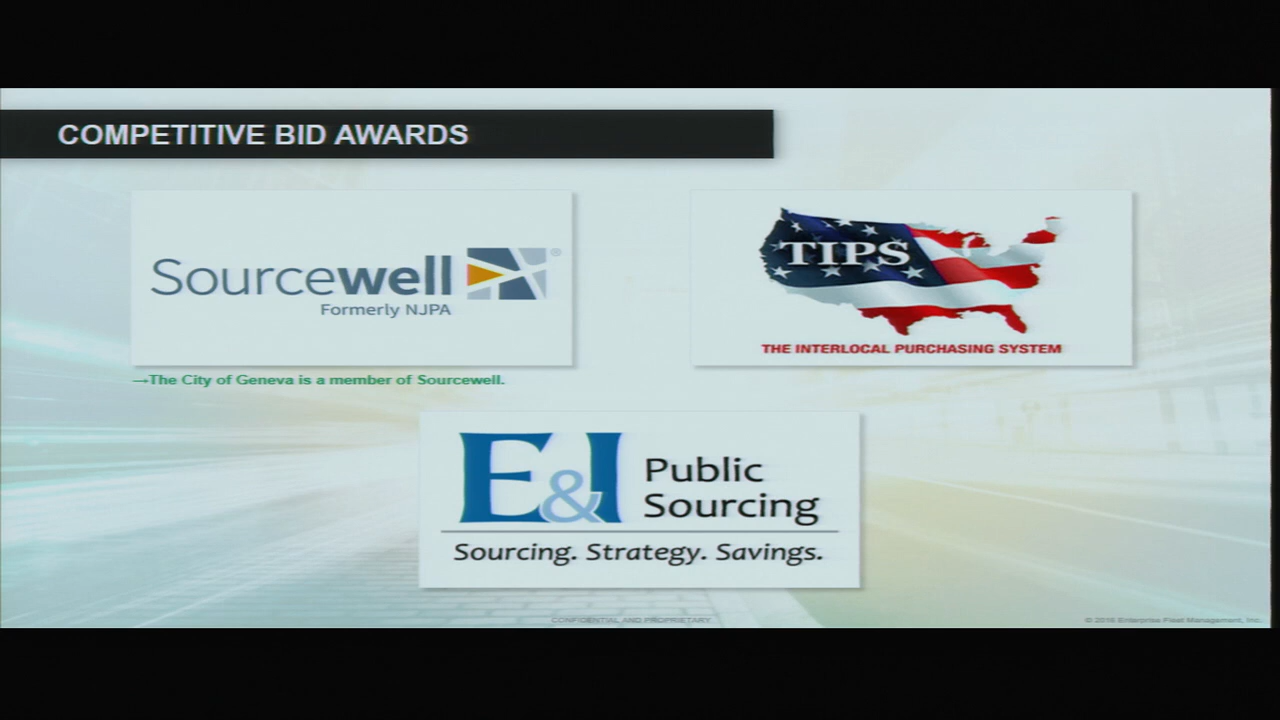 COMPETITIVE BID AWARDS
Sourcewell®
Formerly NJPA
TIPS
THE INTERLOCAL PURCHASING SYSTEM
→The City of Geneva is a member of Sourcewell.
E&I Public
Sourcing
Sourcing. Strategy. Savings.
CONFIDENTIAL AND PROPRIETARY
© 2016 Enterprise Fleet Management, Inc.